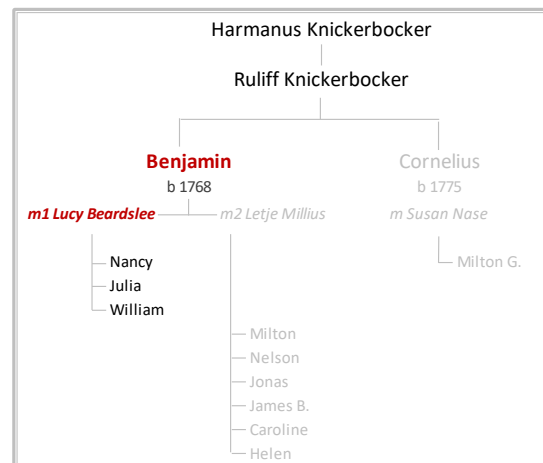 Harmanus Knickerbocker
Ruliff Knickerbocker
Benjamin
Cornelius
b 1768
b 1775
m1 Lucy Beardslee
m2 Letje Millius
m Susan Nase
Nancy
Milton G.
Julia
William
Milton
Nelson
Jonas
James B.
Caroline
Helen